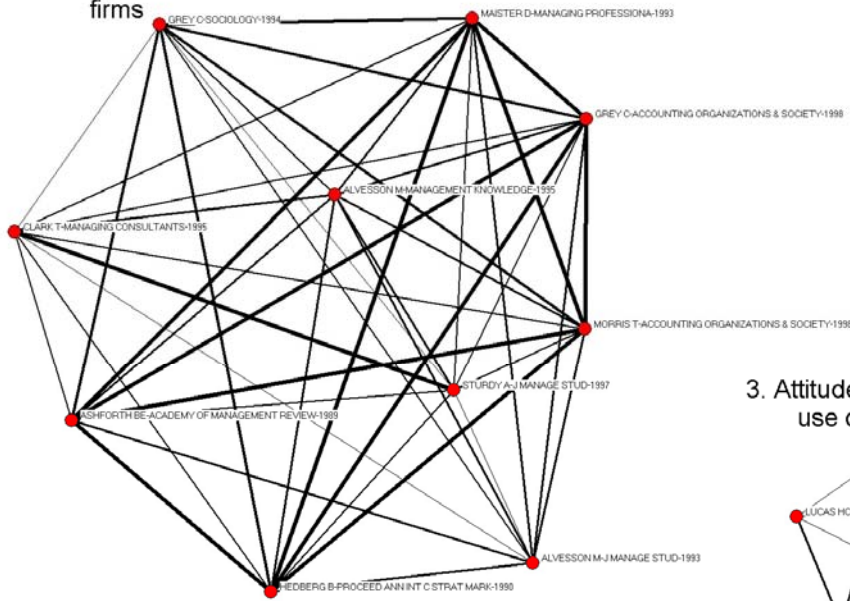 firms
GREY C-SOCIOLOGY-1994
MAISTER D-MANAGING PROFESSIONA-1993
GREY C-ACCOUNTING ORGANIZATIONS & SOCIETY-1998
ALVESSON M-MANAGEMENT KNOWLEDGE-1995
CLARK T-MANAGING CONSULTANTS-1995
MORRIS T-ACCOUNTING ORGANIZATIONS & SOCIETY-1998
STURDY A-J MANAGE STUD-1997
3. Attitude
use o
ASHFORTH BE-ACADEMY OF MANAGEMENT REVIEW-1989
LUCAS HC
ALVESSON M-J MANAGE STUD-1993
HEDBERG B-PROCEED ANN INT C STRAT MARK-1990